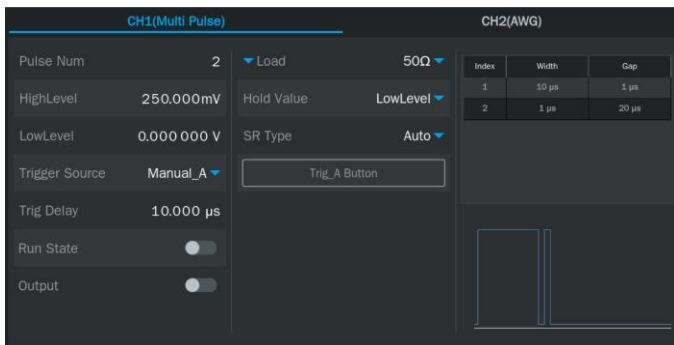 CH1(Multi Pulse) CH2(AWG)
Pulse Num 2
HighLevel 250.000mV
LowLevel 0.000 000 V
Trigger Source Manual_A
Trig Delay 10.000 μs
Run State
Output
Load 50Ω
Hold Value LowLevel
SR Type Auto
Trig_A Button
Index Width Gap
1 10 μs 1 μs
2 1 μs 20 μs